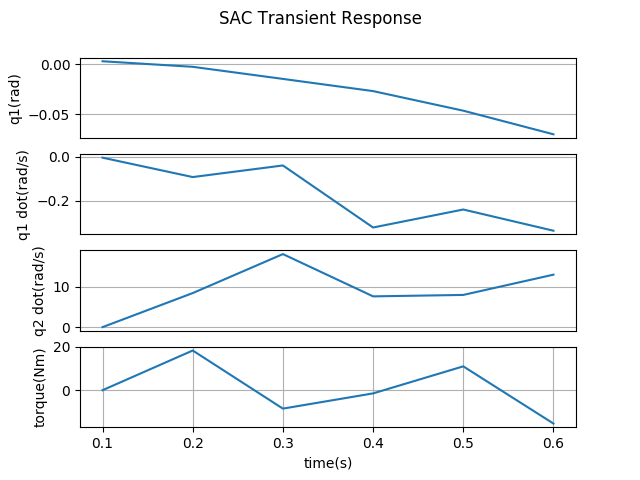 SAC Transient Response
0.00
−0.05
q1(rad)
0.0
−0.2
q1 dot(rad/s)
10
0
q2 dot(rad/s)
20
0
torque(Nm)
0.1 0.2 0.3 0.4 0.5 0.6
time(s)